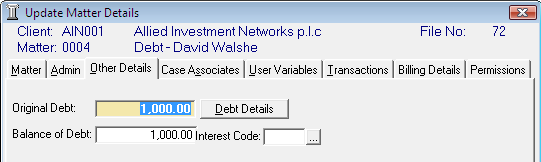 Update Matter Details
Client: AIN001 Allied Investment Networks p.l.c File No: 72
Matter: 0004 Debt - David Walshe
Matter Admin Other Details Case Associates User Variables Transactions Billing Details Permissions
Original Debt: 1,000.00 Debt Details
Balance of Debt: 1,000.00 Interest Code: ...